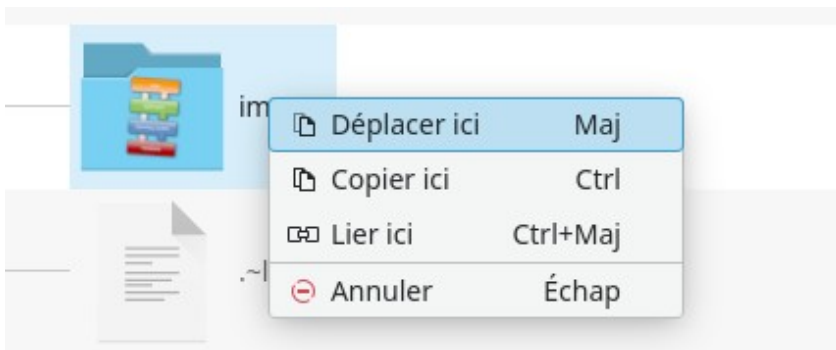 im
Déplacer ici Maj
Copier ici Ctrl
Lier ici Ctrl+Maj
.~l
Annuler Échap